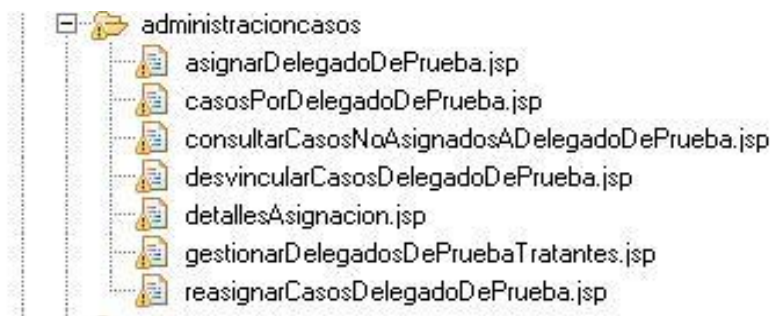 administracioncasos
asignarDelegadoDePrueba.jsp
casosPorDelegadoDePrueba.jsp
consultarCasosNoAsignadosADelegadoDePrueba.jsp
desvincularCasosDelegadoDePrueba.jsp
detallesAsignacion.jsp
gestionarDelegadosDePruebaTratantes.jsp
reasignarCasosDelegadoDePrueba.jsp